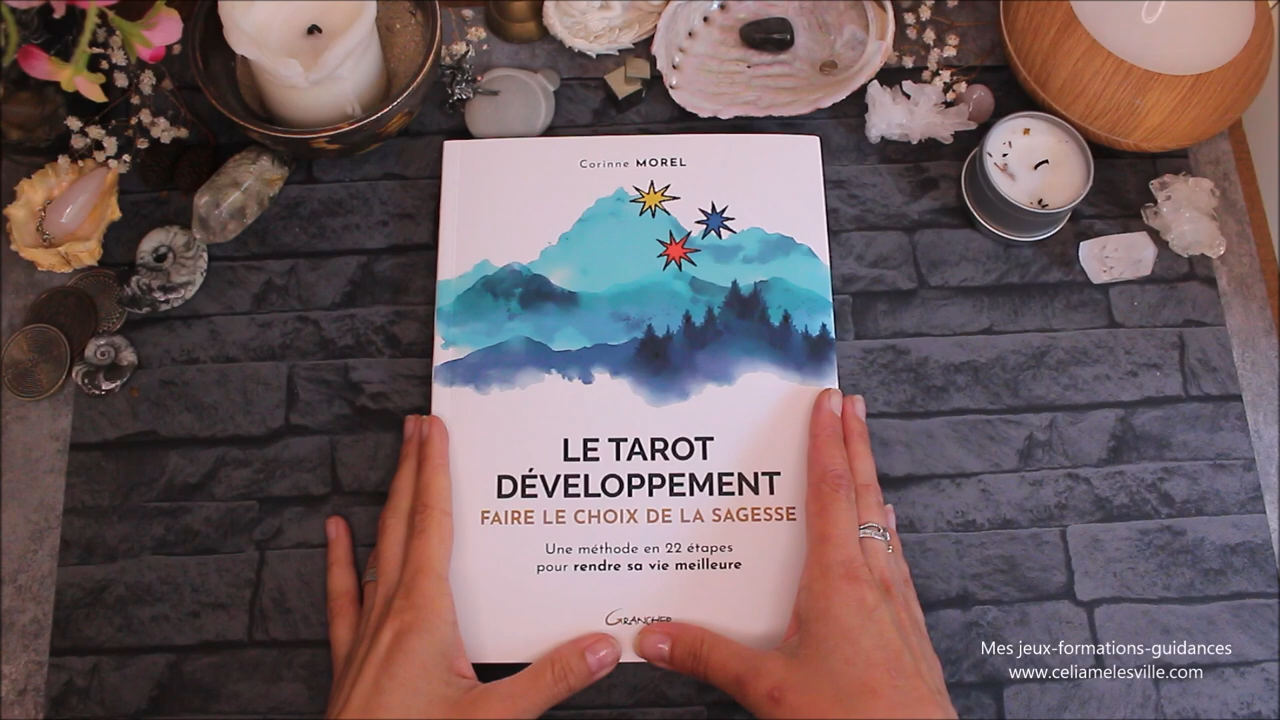 Corinne MOREL
LE TAROT
DÉVELOPPEMENT
FAIRE LE CHOIX DE LA SAGESSE
Une méthode en 22 étapes
pour rendre sa vie meilleure
GRANCHER
Mes jeux-formations-guidances
www.celiamelesville.com